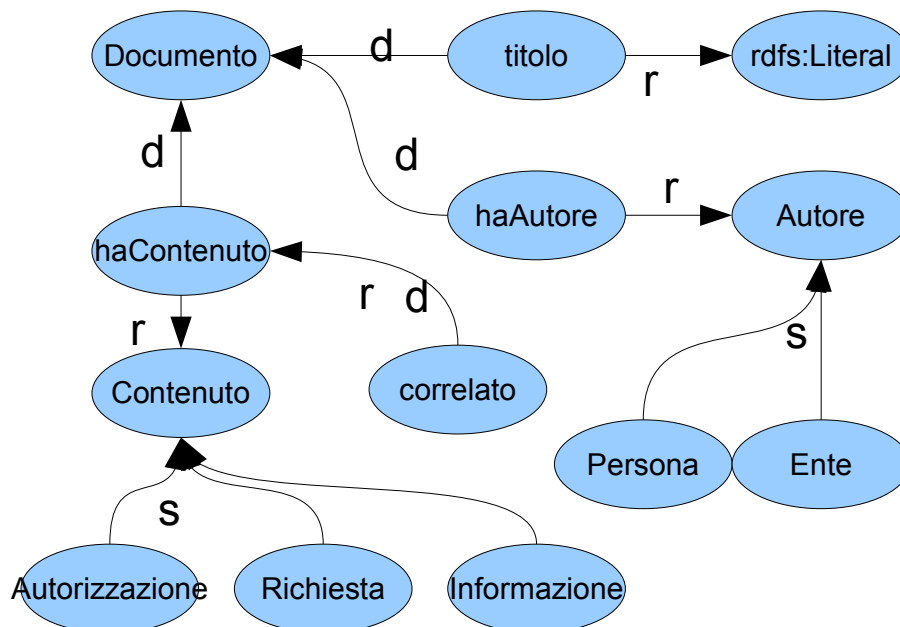 Documento
d
titolo
r
rdfs:Literal
d
d
haContenuto
haAutore
r
Autore
r
r
d
s
Contenuto
correlato
Persona
Ente
s
Autorizzazione
Richiesta
Informazione